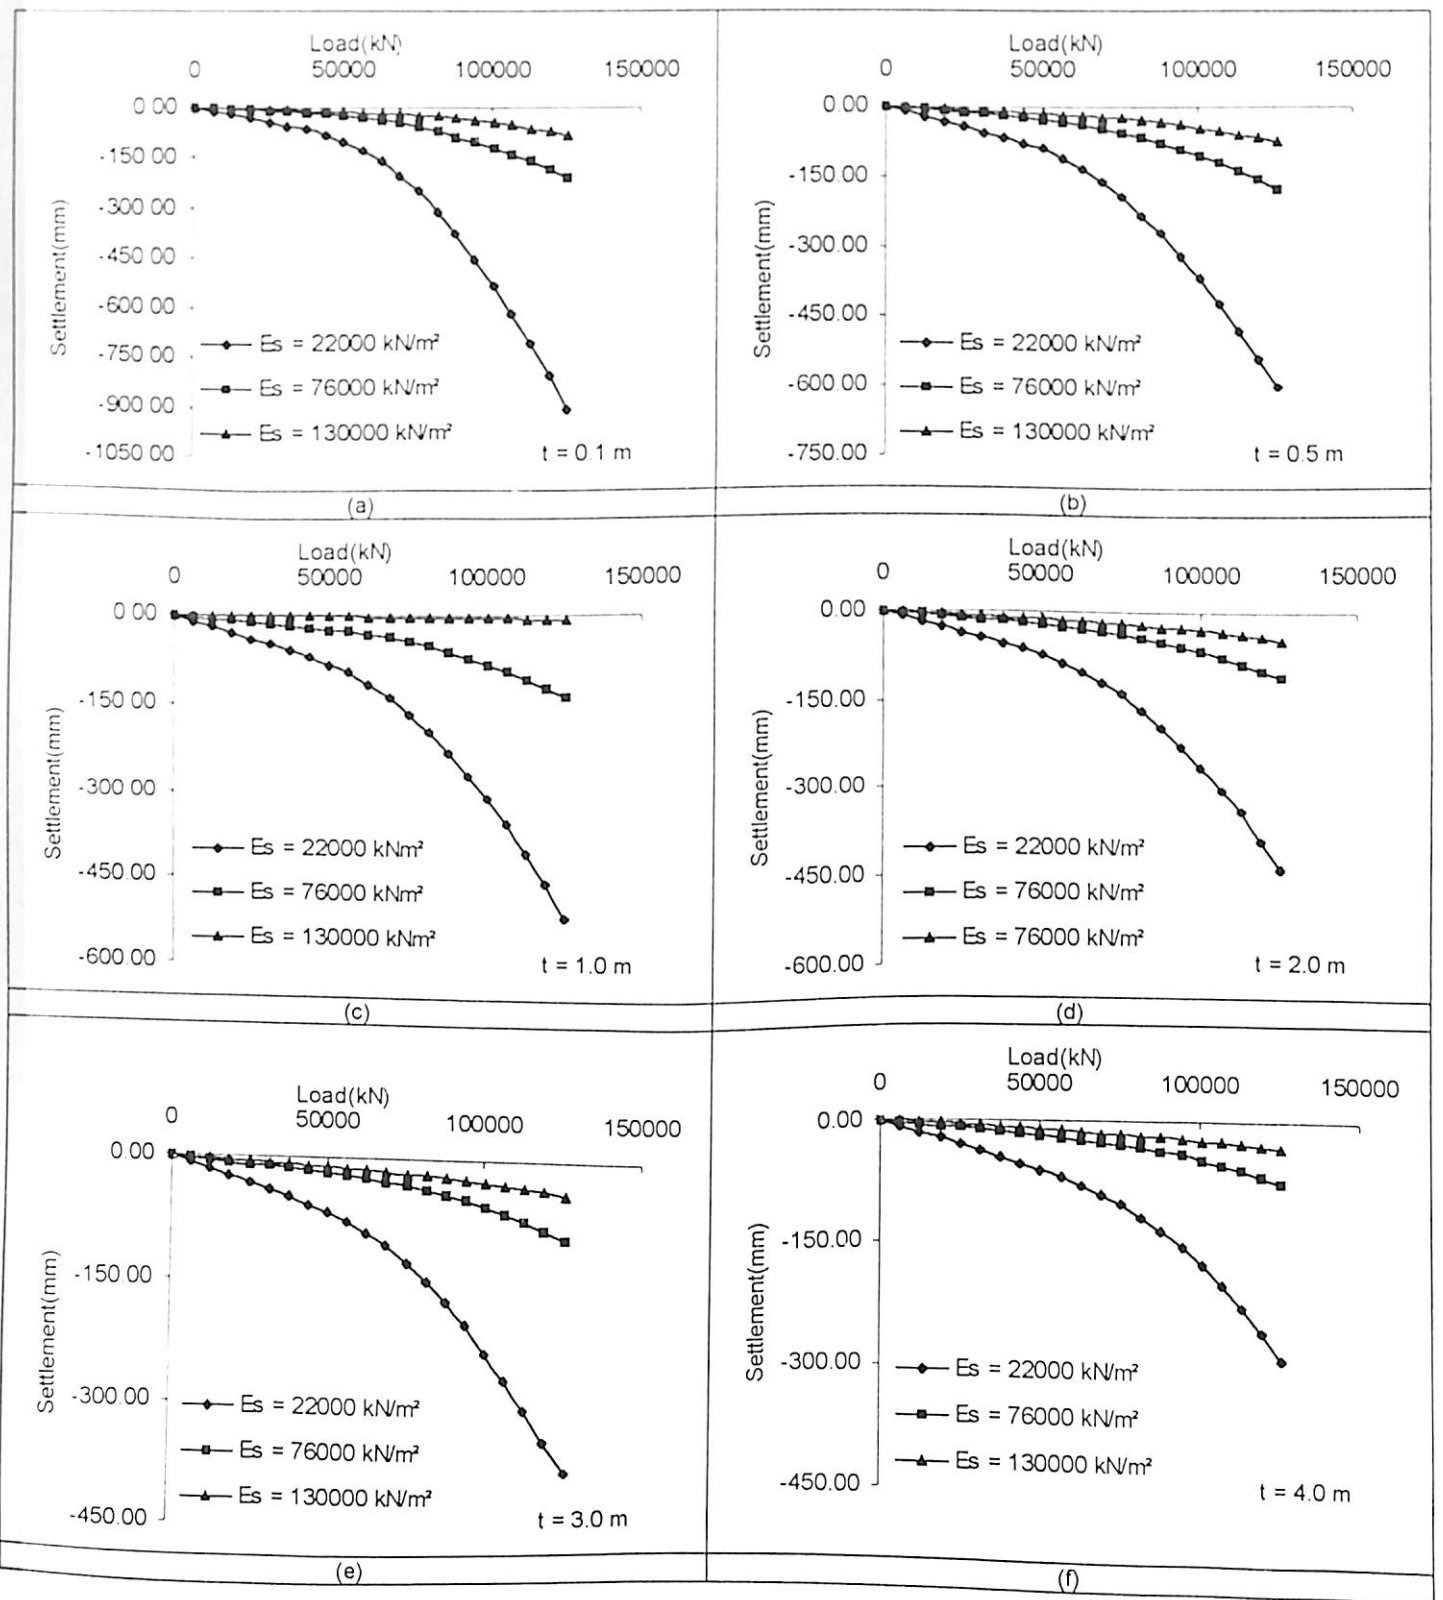 Load(kN)
0 50000 100000 150000
0 00
-150 00
-300 00
-450 00
-600 00
-750 00
-900 00
-1050 00
Settlement(mm)
Es = 22000 kN/m²
Es = 76000 kN/m²
Es = 130000 kN/m²
t = 0.1 m
(a)
Load(kN)
0 50000 100000 150000
0.00
-150.00
-300.00
-450.00
-600.00
-750.00
Settlement(mm)
Es = 22000 kN/m²
Es = 76000 kN/m²
Es = 130000 kN/m²
t = 0.5 m
(b)
Load(kN)
0 50000 100000 150000
0 00
-150 00
-300 00
-450.00
-600.00
Settlement(mm)
Es = 22000 kNm²
Es = 76000 kNm²
Es = 130000 kNm²
t = 1.0 m
(c)
Load(kN)
0 50000 100000 150000
0.00
-150.00
-300.00
-450.00
-600.00
Settlement(mm)
Es = 22000 kN/m²
Es = 76000 kN/m²
Es = 76000 kN/m²
t = 2.0 m
(d)
Load(kN)
0 50000 100000 150000
0.00
-150.00
-300.00
-450.00
Settlement(mm)
Es = 22000 kN/m²
Es = 76000 kN/m²
Es = 130000 kN/m²
t = 3.0 m
(e)
Load(kN)
0 50000 100000 150000
0.00
-150.00
-300.00
-450.00
Settlement(mm)
Es = 22000 kN/m²
Es = 76000 kN/m²
Es = 130000 kN/m²
t = 4.0 m
(f)